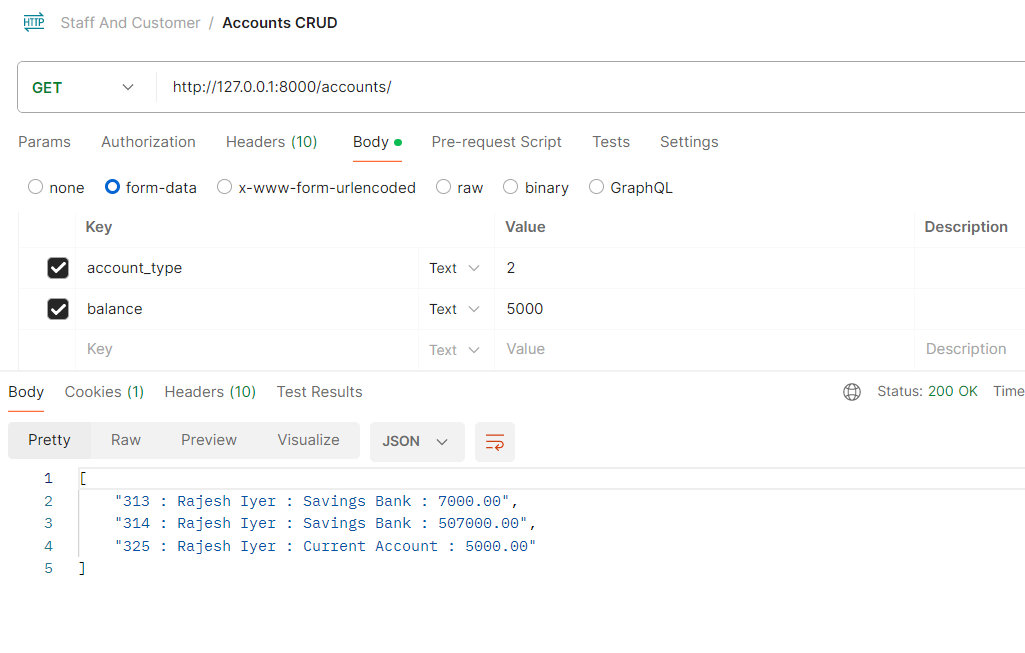 HTTP Staff And Customer / Accounts CRUD
GET http://127.0.0.1:8000/accounts/
Params Authorization Headers (10) Body Pre-request Script Tests Settings
none form-data x-www-form-urlencoded raw binary GraphQL
Key Value Description
account_type Text 2
balance Text 5000
Key Text Value Description
Body Cookies (1) Headers (10) Test Results Status: 200 OK Time
Pretty Raw Preview Visualize JSON
1 [
2 "313 : Rajesh Iyer : Savings Bank : 7000.00",
3 "314 : Rajesh Iyer : Savings Bank : 507000.00",
4 "325 : Rajesh Iyer : Current Account : 5000.00"
5 ]